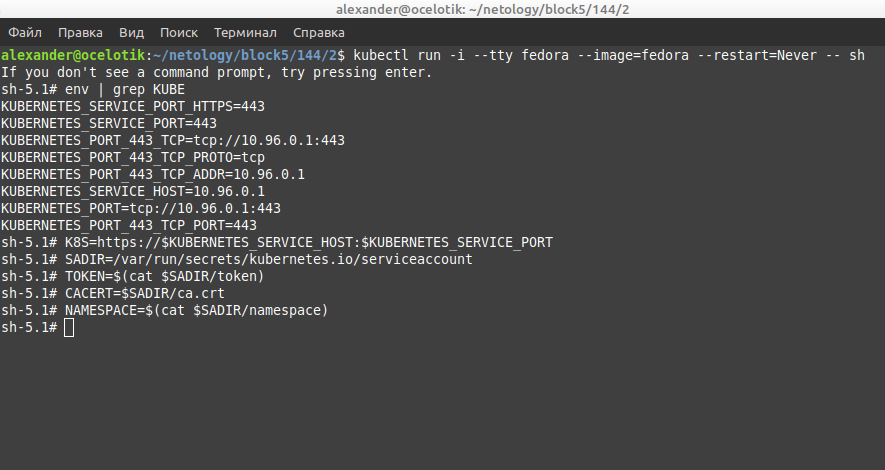 alexander@ocelotik: ~/netology/block5/144/2
Файл Правка Вид Поиск Терминал Справка
alexander@ocelotik:~/netology/block5/144/2$ kubectl run -i --tty fedora --image=fedora --restart=Never -- sh
If you don't see a command prompt, try pressing enter.
sh-5.1# env | grep KUBE
KUBERNETES_SERVICE_PORT_HTTPS=443
KUBERNETES_SERVICE_PORT=443
KUBERNETES_PORT_443_TCP=tcp://10.96.0.1:443
KUBERNETES_PORT_443_TCP_PROTO=tcp
KUBERNETES_PORT_443_TCP_ADDR=10.96.0.1
KUBERNETES_SERVICE_HOST=10.96.0.1
KUBERNETES_PORT=tcp://10.96.0.1:443
KUBERNETES_PORT_443_TCP_PORT=443
sh-5.1# K8S=https://$KUBERNETES_SERVICE_HOST:$KUBERNETES_SERVICE_PORT
sh-5.1# SADIR=/var/run/secrets/kubernetes.io/serviceaccount
sh-5.1# TOKEN=$(cat $SADIR/token)
sh-5.1# CACERT=$SADIR/ca.crt
sh-5.1# NAMESPACE=$(cat $SADIR/namespace)
sh-5.1#